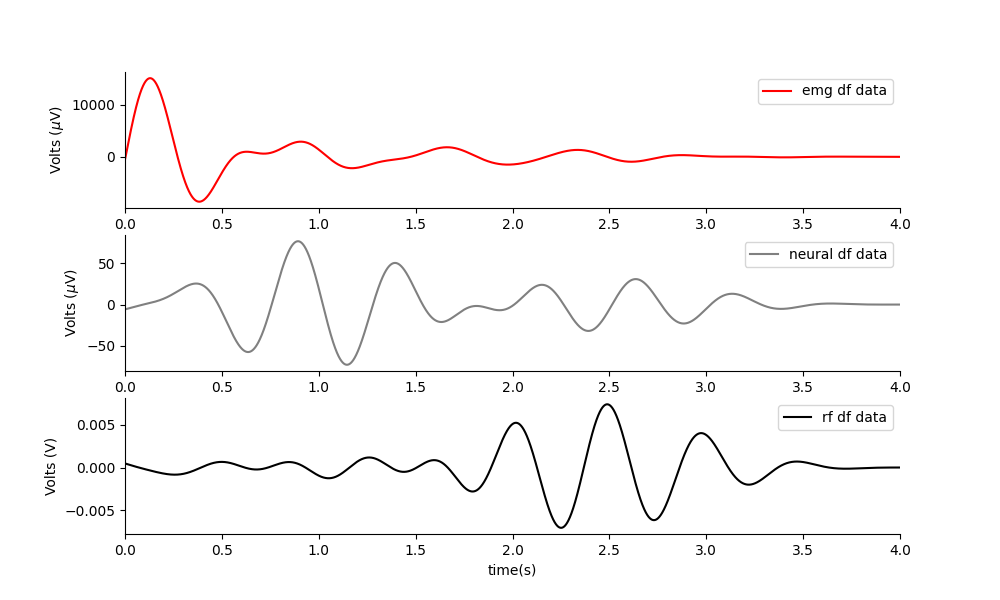 emg df data
Volts (μV)
10000
0
0.0 0.5 1.0 1.5 2.0 2.5 3.0 3.5 4.0
neural df data
Volts (μV)
50
0
−50
0.0 0.5 1.0 1.5 2.0 2.5 3.0 3.5 4.0
rf df data
Volts (V)
0.005
0.000
−0.005
0.0 0.5 1.0 1.5 2.0 2.5 3.0 3.5 4.0
time(s)